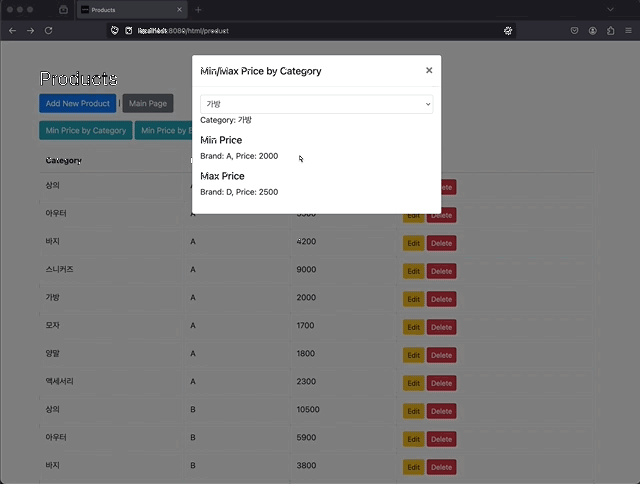 Products
localhost:8080/html/product
Products
Add New Product | Main Page
Min Price by Category Min Price by
Min/Max Price by Category ×
가방
Category: 가방
Min Price
Brand: A, Price: 2000
Max Price
Brand: D, Price: 2500
Category
상의 Delete
아우터 A Edit Delete
바지 A 4200 Edit Delete
스니커즈 A 9000 Edit Delete
가방 A 2000 Edit Delete
모자 A 1700 Edit Delete
양말 A 1800 Edit Delete
액세서리 A 2300 Edit Delete
상의 B 10500 Edit Delete
아우터 B 5900 Edit Delete
바지 B 3800 Edit Delete